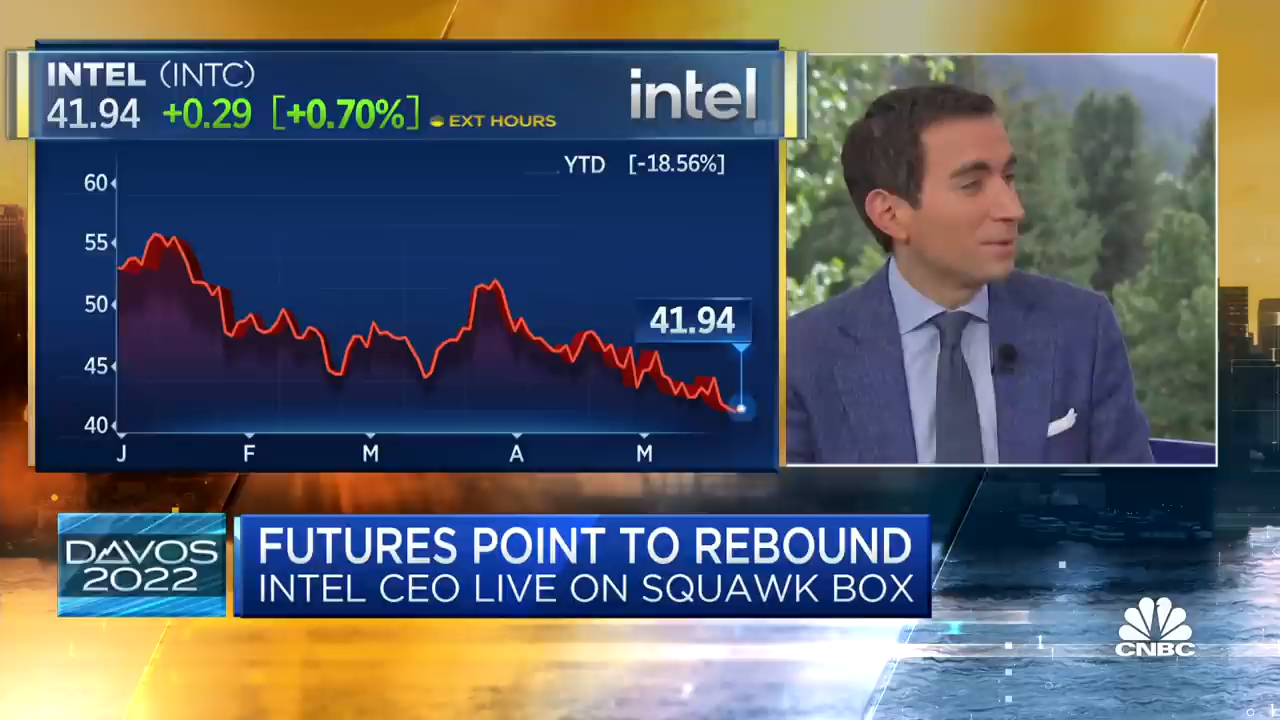 INTEL (INTC)
41.94 +0.29 [+0.70%] EXT HOURS
intel
YTD [-18.56%]
60
55
50
45
40
41.94
J F M A M
DAVOS
2022
FUTURES POINT TO REBOUND
INTEL CEO LIVE ON SQUAWK BOX
CNBC